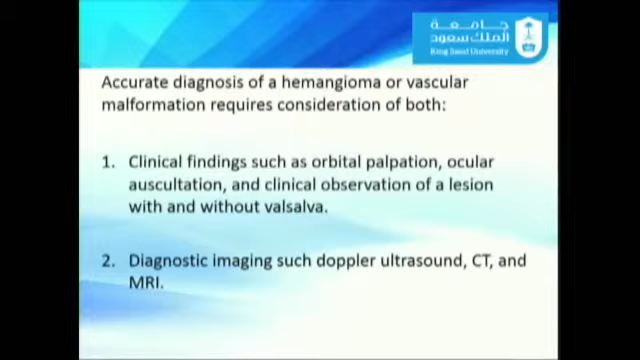 جامعة
الملك سعود
King Saud University
Accurate diagnosis of a hemangioma or vascular
malformation requires consideration of both:
1. Clinical findings such as orbital palpation, ocular
auscultation, and clinical observation of a lesion
with and without valsalva.
2. Diagnostic imaging such doppler ultrasound, CT, and
MRI.